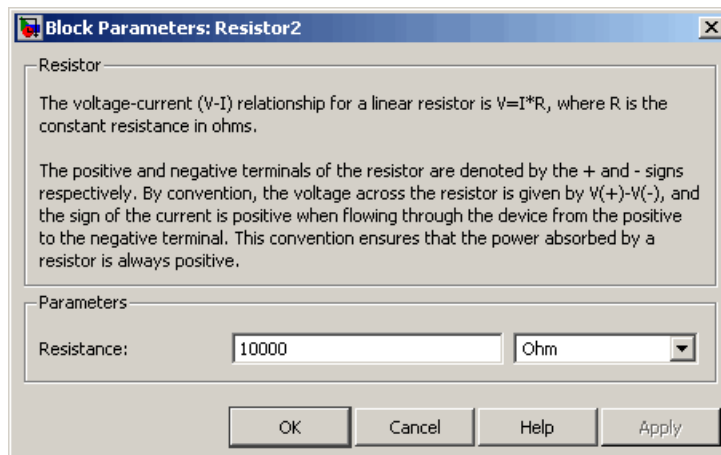 Block Parameters: Resistor2
Resistor
The voltage-current (V-I) relationship for a linear resistor is V=I*R, where R is the
constant resistance in ohms.
The positive and negative terminals of the resistor are denoted by the + and - signs
respectively. By convention, the voltage across the resistor is given by V(+)-V(-), and
the sign of the current is positive when flowing through the device from the positive
to the negative terminal. This convention ensures that the power absorbed by a
resistor is always positive.
Parameters
Resistance: 10000 Ohm
OK Cancel Help Apply